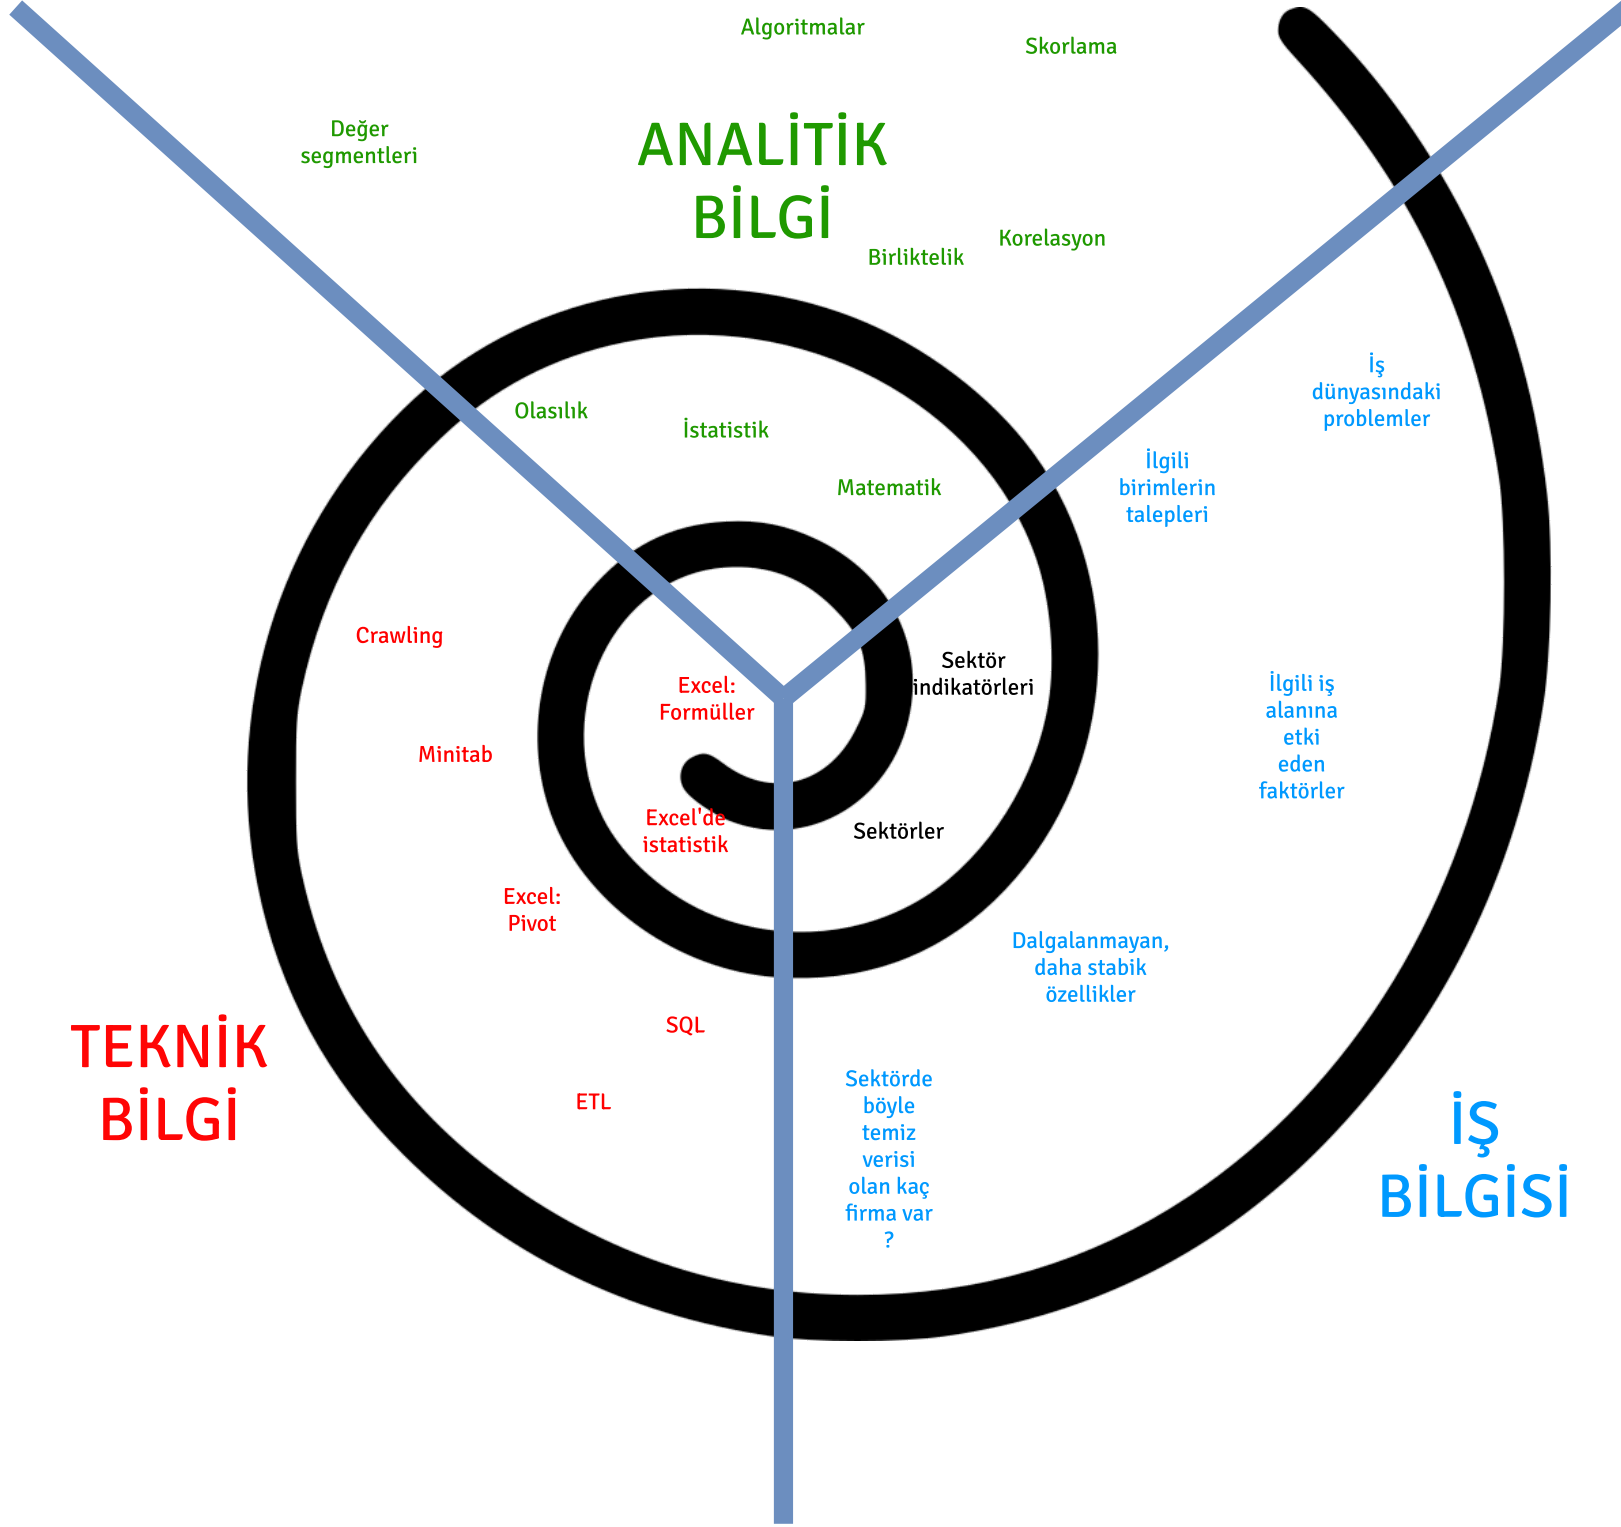 Algoritmalar
Skorlama
Değer
segmentleri
ANALİTİK
BİLGİ
Korelasyon
Birliktelik
Olasılık
İstatistik
Matematik
İş
dünyasındaki
problemler
İlgili
birimlerin
talepleri
Sektör
indikatörleri
İlgili iş
alanına
etki
eden
faktörler
Sektörler
Dalgalanmayan,
daha stabik
özellikler
Sektörde
böyle
temiz
verisi
olan kaç
firma var
?
İŞ
BİLGİSİ
Crawling
Excel:
Formüller
Minitab
Excel'de
istatistik
Excel:
Pivot
SQL
ETL
TEKNİK
BİLGİ